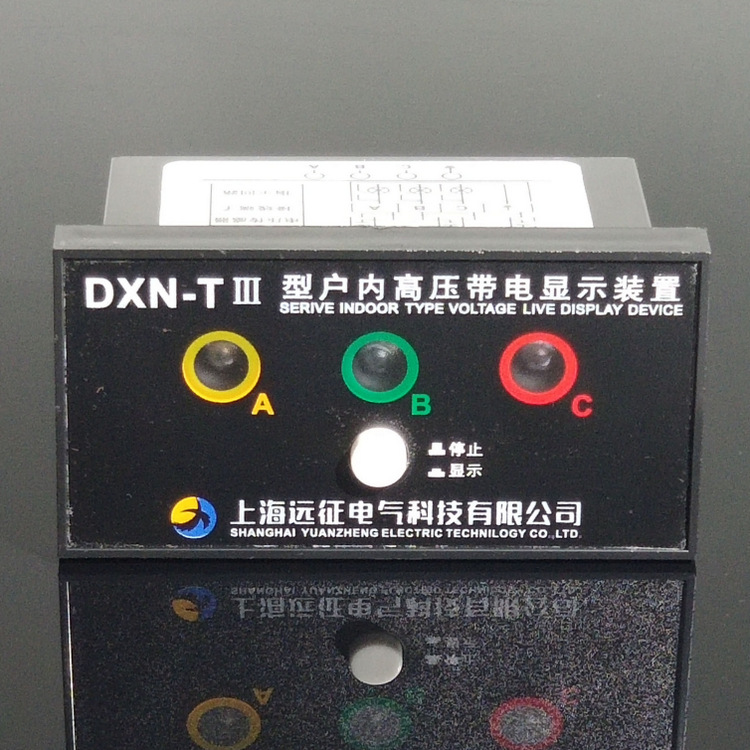 DXN-T III 型户内高压带电显示装置
SERIVE INDOOR TYPE VOLTAGE LIVE DISPLAY DEVICE
A B C
停止
显示
上海远征电气科技有限公司
SHANGHAI YUANZHENG ELECTRIC TECHNILOGY CO.,LTD.